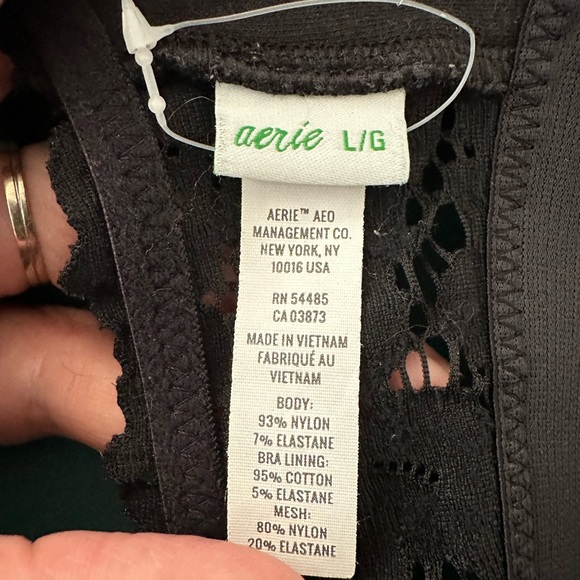 aerie L/G
AERIE™ AEO
MANAGEMENT CO.
NEW YORK, NY
10016 USA
RN 54485
CA 03873
MADE IN VIETNAM
FABRIQUÉ AU
VIETNAM
BODY:
93% NYLON
7% ELASTANE
BRA LINING:
95% COTTON
5% ELASTANE
MESH:
80% NYLON
20% ELASTANE